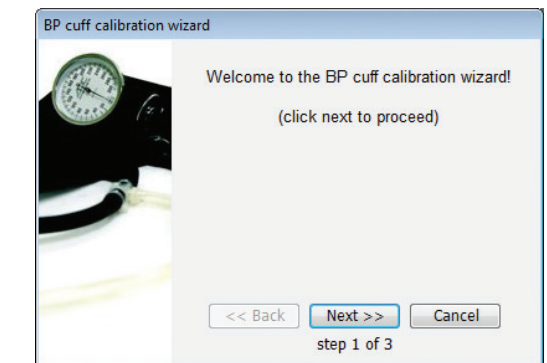 BP cuff calibration wizard
Welcome to the BP cuff calibration wizard!
(click next to proceed)
<< Back Next >> Cancel
step 1 of 3